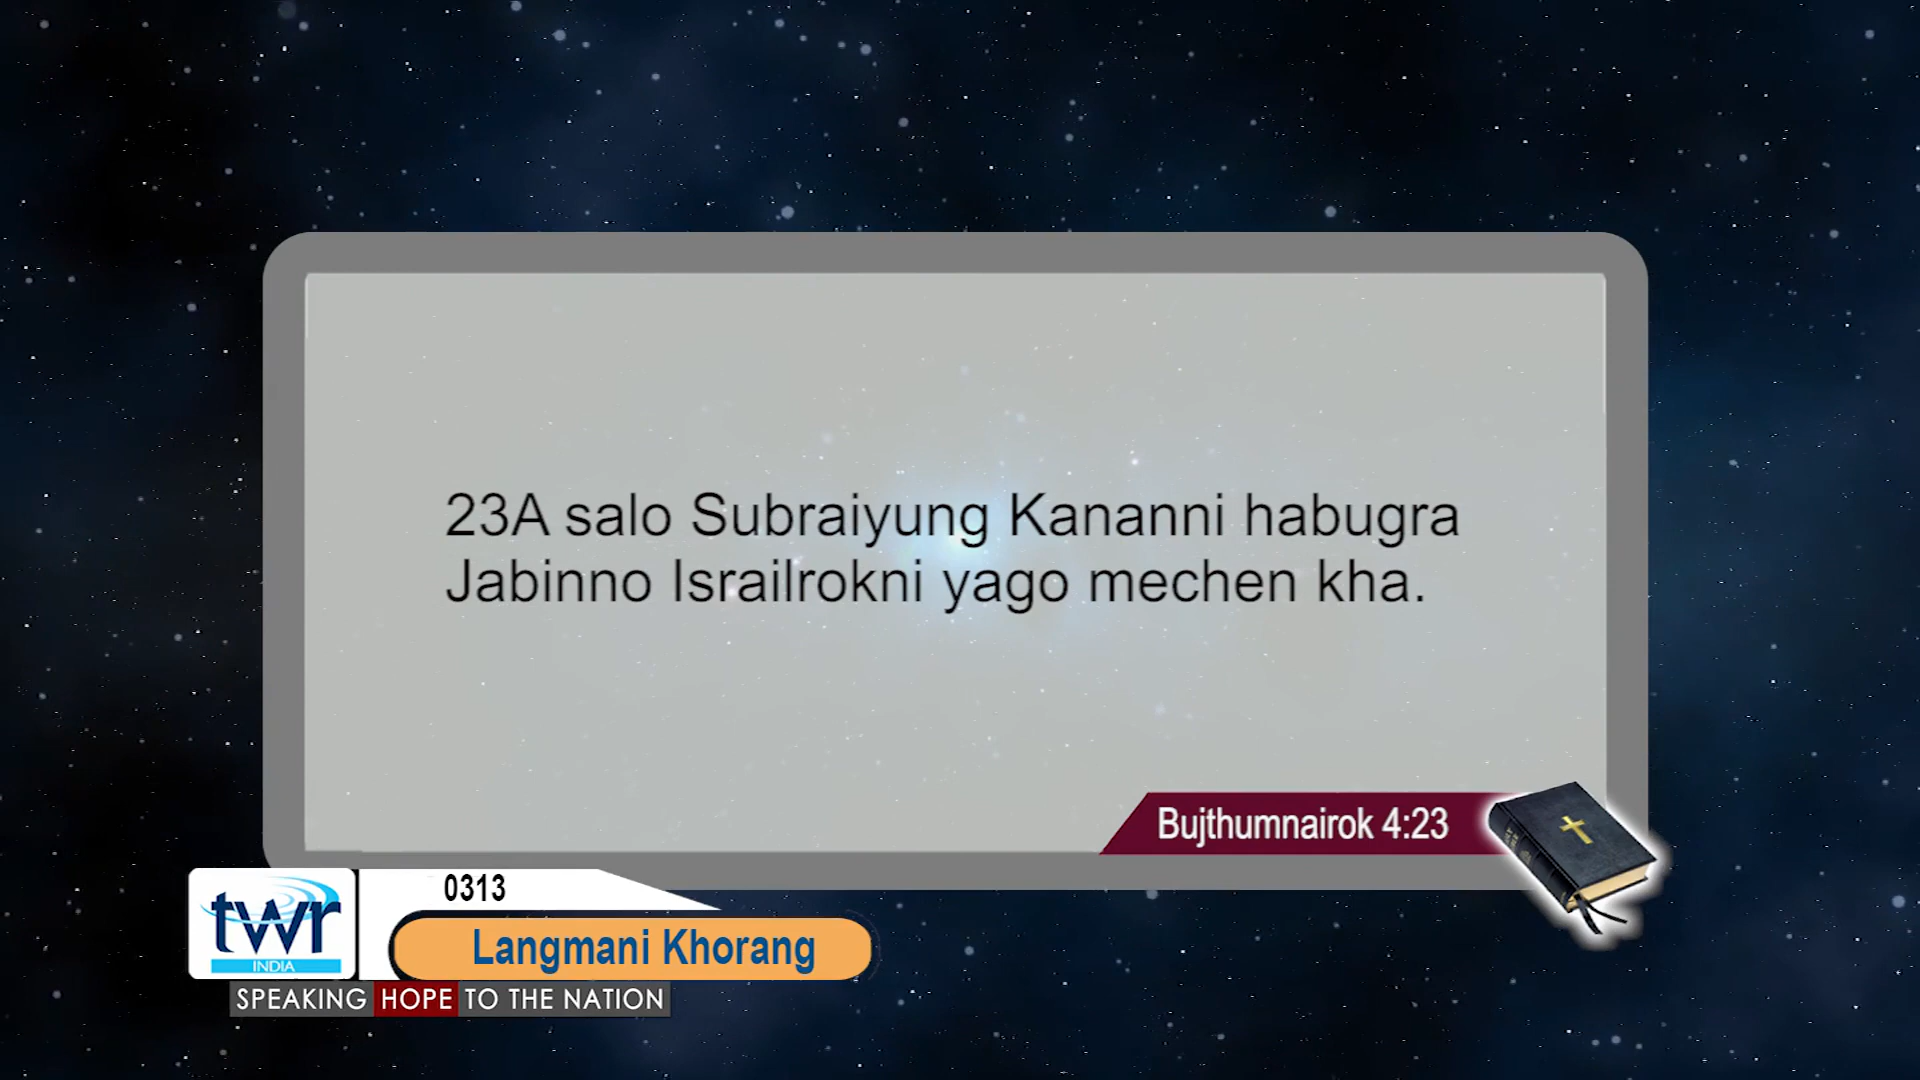 23A salo Subraiyung Kananni habugra
Jabinno Israilrokni yago mechen kha.
Bujthumnairok 4:23
0313
twr
INDIA
Langmani Khorang
SPEAKING HOPE TO THE NATION